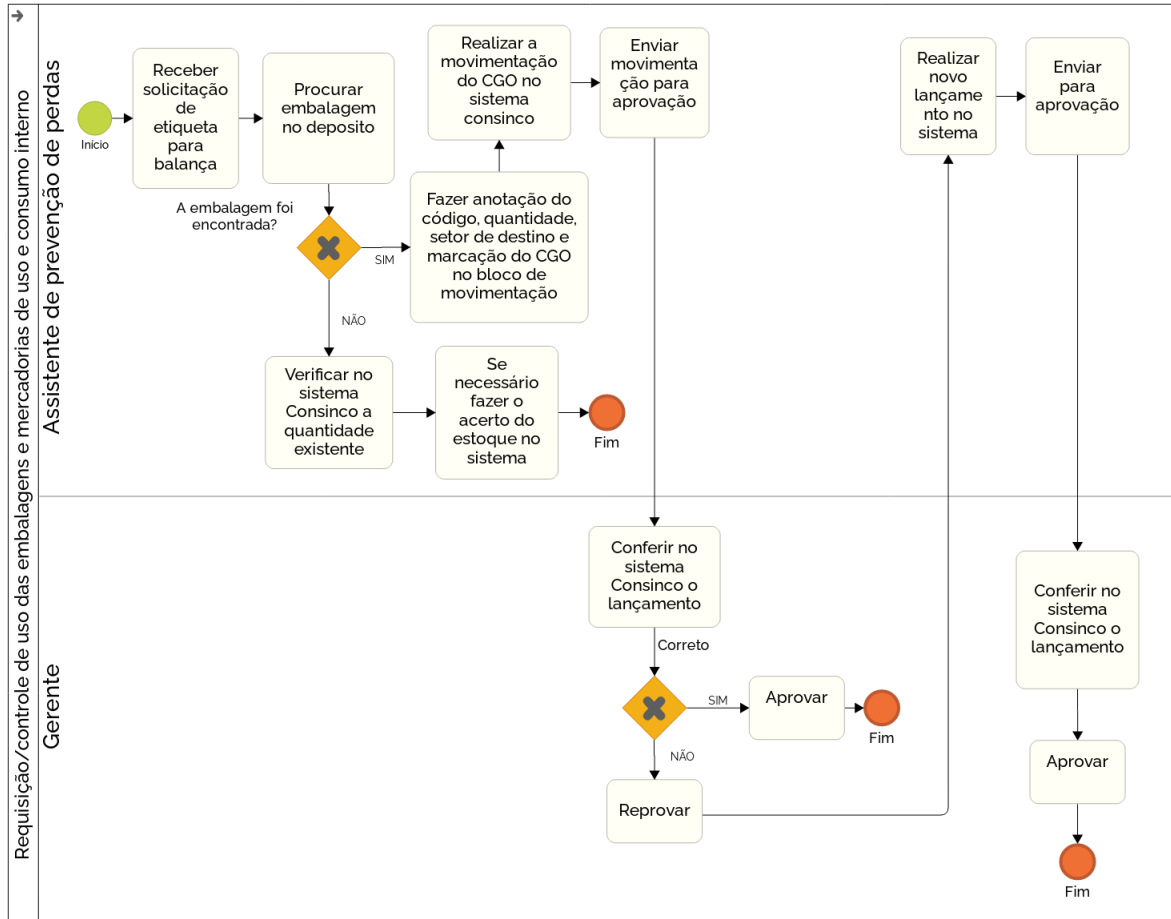 Requisição/controle de uso das embalagens e mercadorias de uso e consumo interno
Assistente de prevenção de perdas
Início
Receber
solicitação
de
etiqueta
para
balança
Procurar
embalagem
no deposito
A embalagem foi
encontrada?
SIM
NÃO
Fazer anotação do
código, quantidade,
setor de destino e
marcação do CGO
no bloco de
movimentação
Realizar a
movimentação
do CGO no
sistema
consinco
Enviar
movimenta
ção para
aprovação
Verificar no
sistema
Consinco a
quantidade
existente
Se
necessário
fazer o
acerto do
estoque no
sistema
Fim
Realizar
novo
lançame
nto no
sistema
Enviar
para
aprovação
Gerente
Conferir no
sistema
Consinco o
lançamento
Correto
SIM
Aprovar
Fim
NÃO
Reprovar
Conferir no
sistema
Consinco o
lançamento
Aprovar
Fim